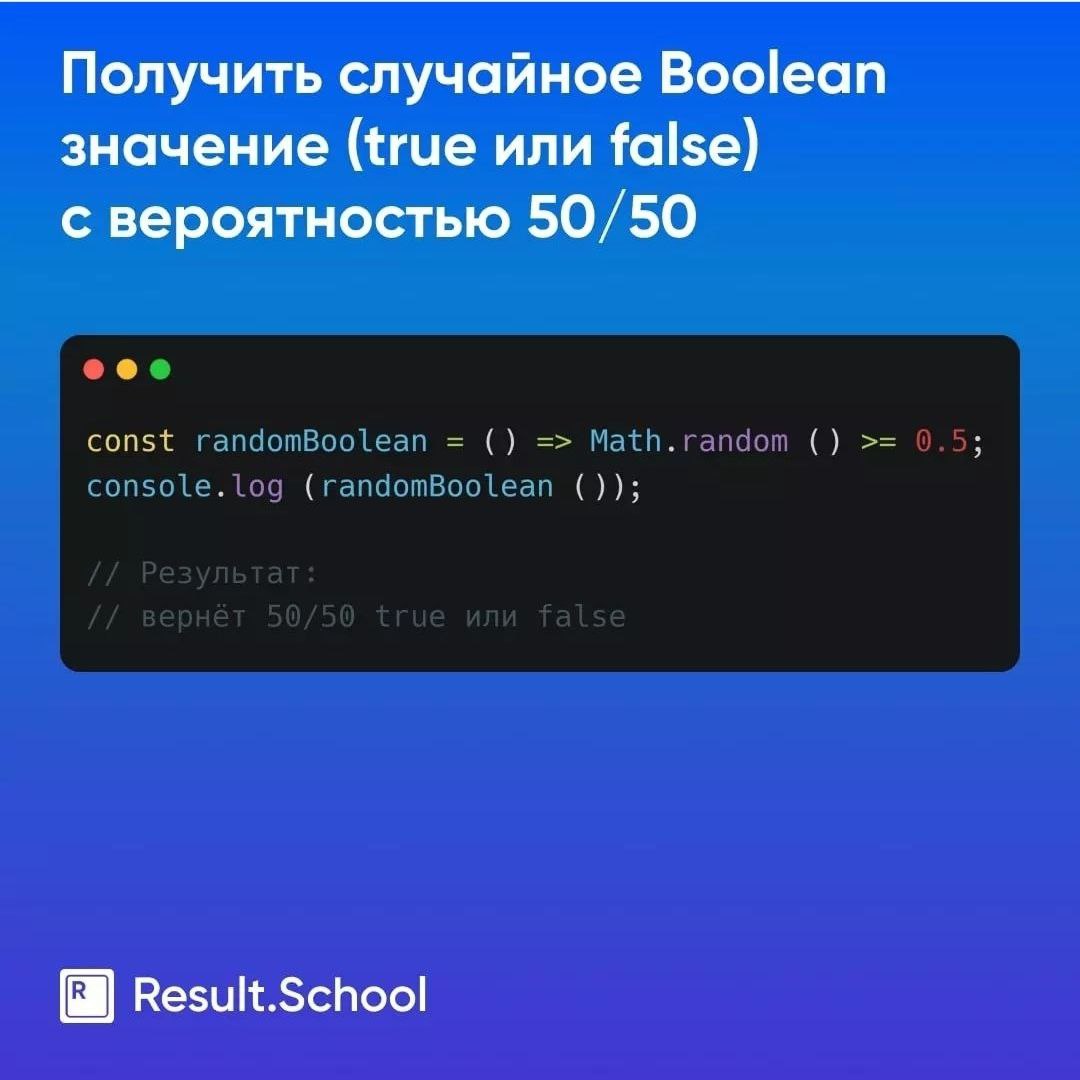 Получить случайное Boolean
значение (true или false)
с вероятностью 50/50
const randomBoolean = () => Math.random () >= 0.5;
console.log (randomBoolean ());
// Результат:
// вернёт 50/50 true или false
R
Result.School